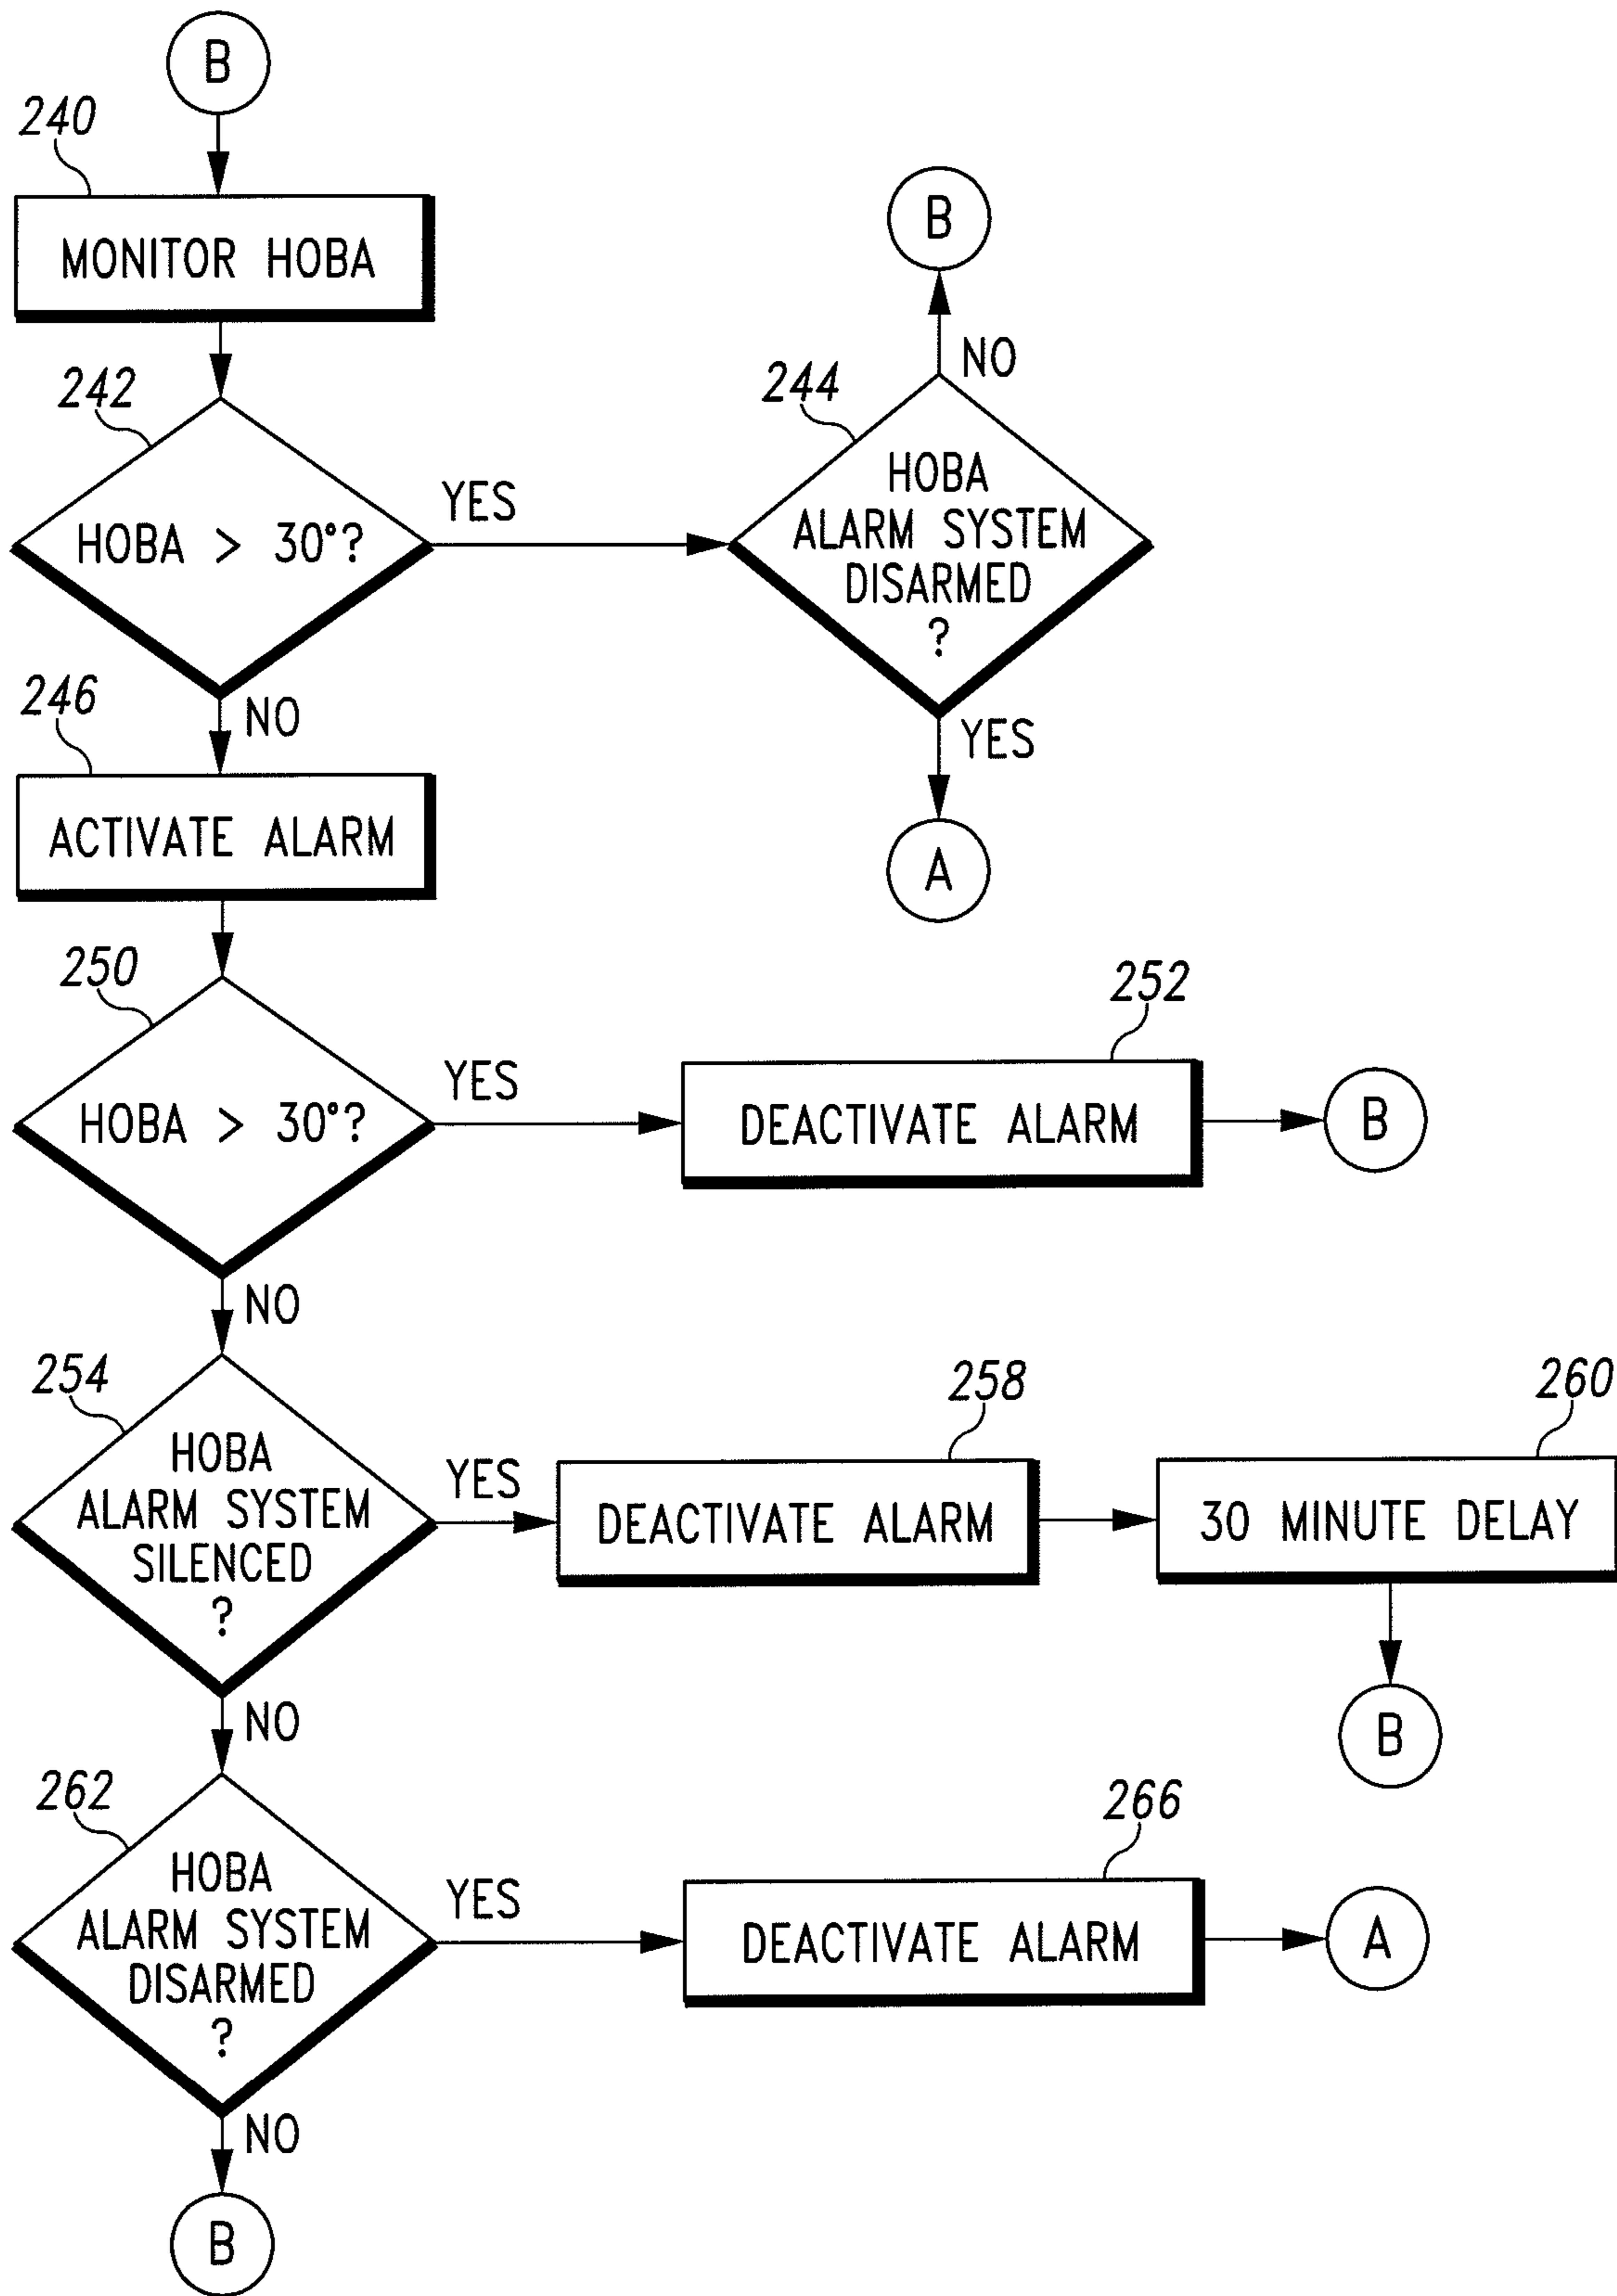 B
240
MONITOR HOBA
B
242
HOBA > 30°?
YES
244
NO
HOBA
ALARM SYSTEM
DISARMED
?
YES
A
NO
246
ACTIVATE ALARM
250
HOBA > 30°?
YES
252
DEACTIVATE ALARM
B
NO
254
HOBA
ALARM SYSTEM
SILENCED
?
YES
258
DEACTIVATE ALARM
260
30 MINUTE DELAY
B
NO
262
HOBA
ALARM SYSTEM
DISARMED
?
YES
266
DEACTIVATE ALARM
A
NO
B